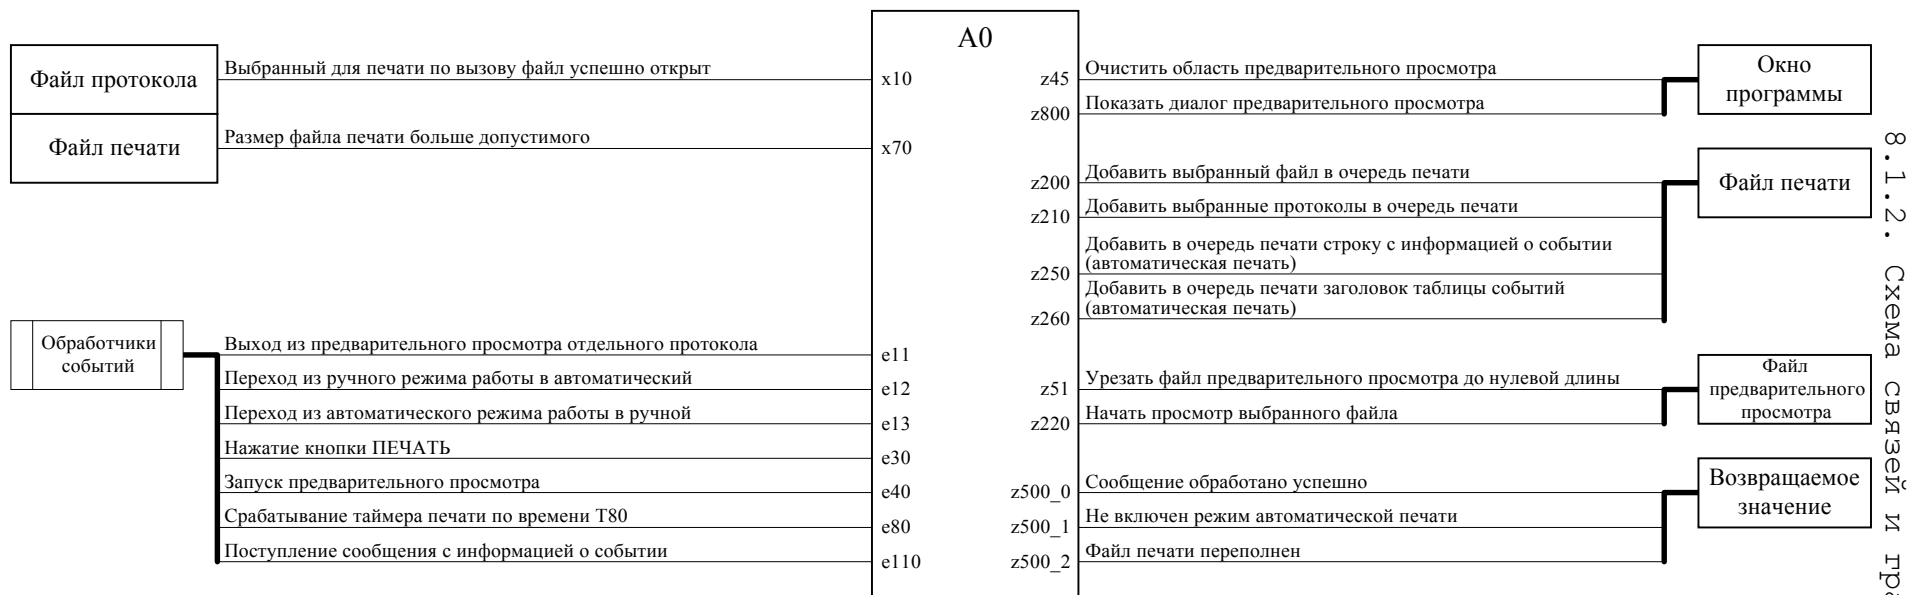 A0
Файл протокола
Выбранный для печати по вызову файл успешно открыт
x10
Файл печати
Размер файла печати больше допустимого
x70
Обработчики
событий
Выход из предварительного просмотра отдельного протокола
e11
Переход из ручного режима работы в автоматический
e12
Переход из автоматического режима работы в ручной
e13
Нажатие кнопки ПЕЧАТЬ
e30
Запуск предварительного просмотра
e40
Срабатывание таймера печати по времени T80
e80
Поступление сообщения с информацией о событии
e110
z45
Очистить область предварительного просмотра
z800
Показать диалог предварительного просмотра
Окно
программы
z200
Добавить выбранный файл в очередь печати
z210
Добавить выбранные протоколы в очередь печати
z250
Добавить в очередь печати строку с информацией о событии
(автоматическая печать)
z260
Добавить в очередь печати заголовок таблицы событий
(автоматическая печать)
Файл печати
z51
Урезать файл предварительного просмотра до нулевой длины
z220
Начать просмотр выбранного файла
Файл
предварительного
просмотра
z500_0
Сообщение обработано успешно
z500_1
Не включен режим автоматической печати
z500_2
Файл печати переполнен
Возвращаемое
значение
8.1.2. Схема связей и